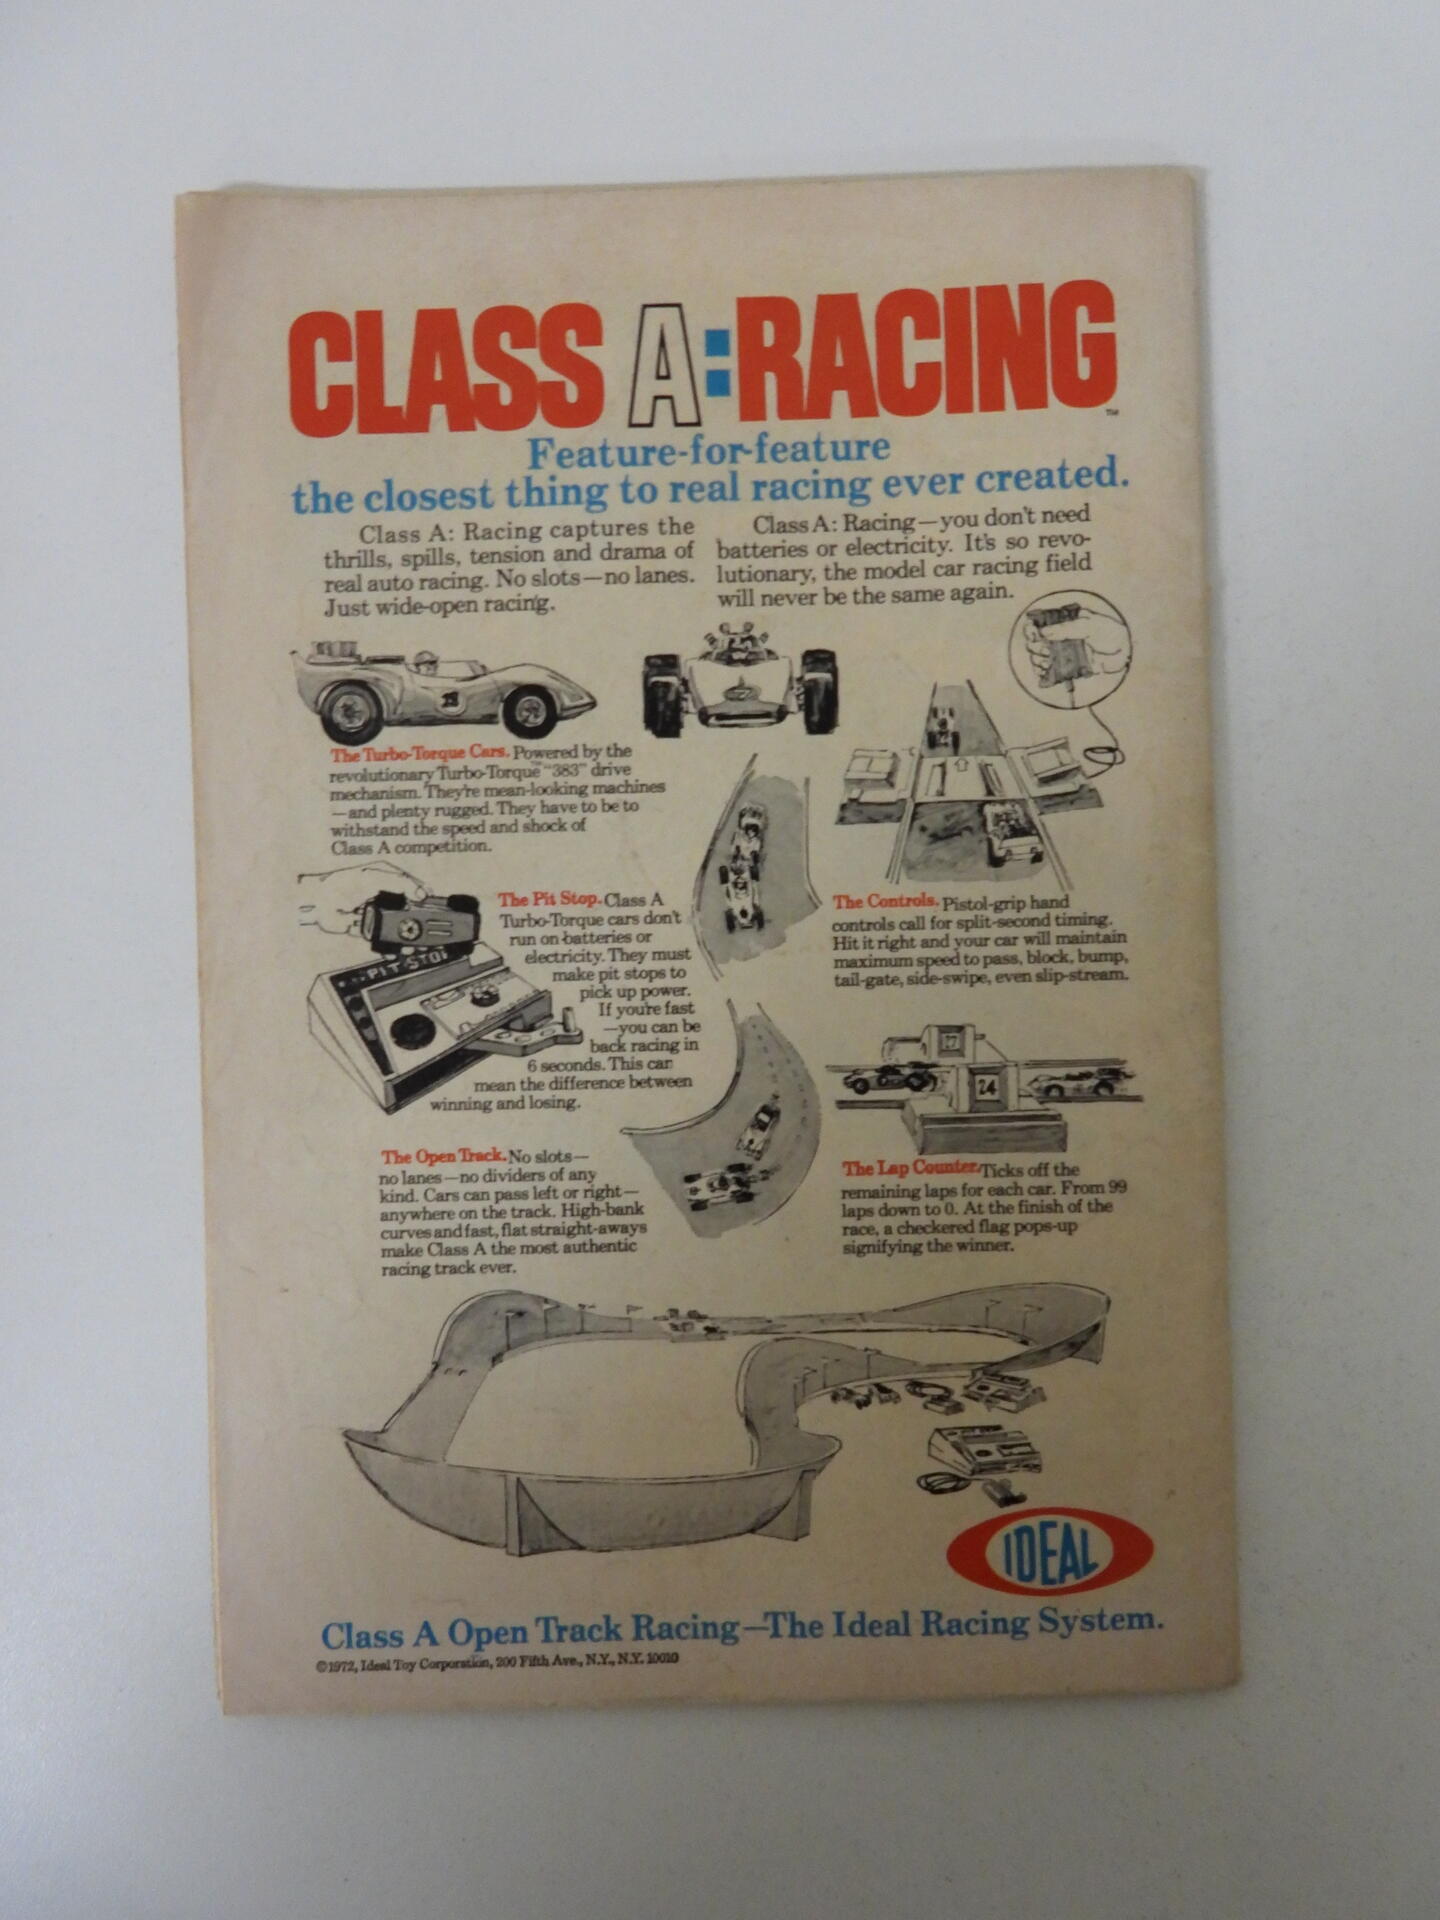 CLASS A:RACING
TM
Feature-for-feature
the closest thing to real racing ever created.
Class A: Racing captures the
thrills, spills, tension and drama of
real auto racing. No slots—no lanes.
Just wide-open racing.
Class A: Racing—you don't need
batteries or electricity. It's so revo-
lutionary, the model car racing field
will never be the same again.
The Turbo-Torque Cars. Powered by the
revolutionary Turbo-Torque™ "383" drive
mechanism. They're mean-looking machines
—and plenty rugged. They have to be to
withstand the speed and shock of
Class A competition.
PIT STOP
The Pit Stop. Class A
Turbo-Torque cars don't
run on batteries or
electricity. They must
make pit stops to
pick up power.
If you're fast
—you can be
back racing in
6 seconds. This can
mean the difference between
winning and losing.
The Controls. Pistol-grip hand
controls call for split-second timing.
Hit it right and your car will maintain
maximum speed to pass, block, bump,
tail-gate, side-swipe, even slip-stream.
27
24
The Open Track. No slots—
no lanes—no dividers of any
kind. Cars can pass left or right—
anywhere on the track. High-bank
curves and fast, flat straight-aways
make Class A the most authentic
racing track ever.
The Lap Counter. Ticks off the
remaining laps for each car. From 99
laps down to 0. At the finish of the
race, a checkered flag pops-up
signifying the winner.
IDEAL
Class A Open Track Racing—The Ideal Racing System.
©1972, Ideal Toy Corporation, 200 Fifth Ave., N.Y., N.Y. 10010